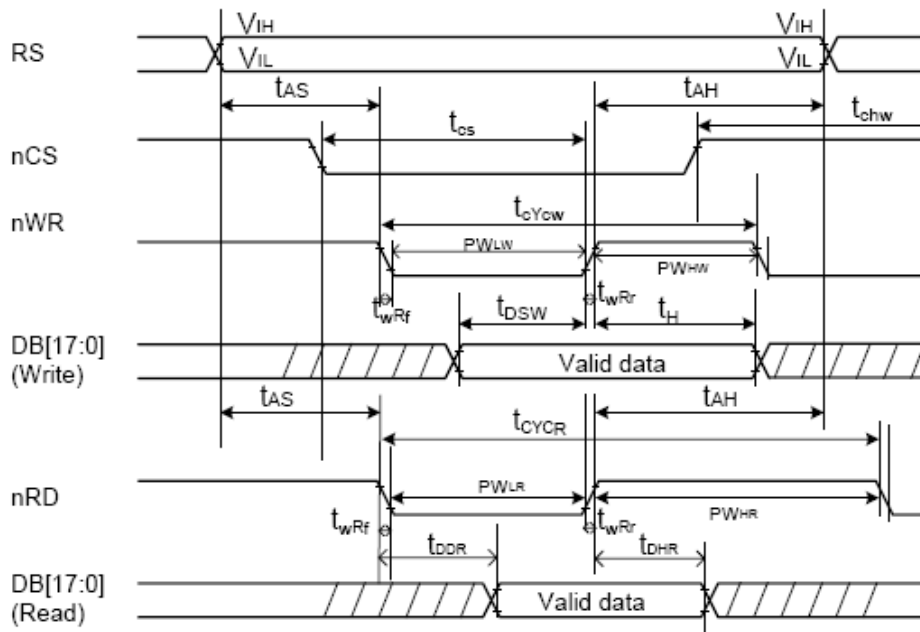 RS VIH VIH
VIL VIL
tAS tAH
tcs tchw
nCS
nWR tcYcw
PWLW PWHW
twRf twRr
tDSW tH
DB[17:0]
(Write) Valid data
tAS tAH
tCYCR
nRD PWLR PWHR
twRf twRr
tDDR tDHR
DB[17:0]
(Read) Valid data